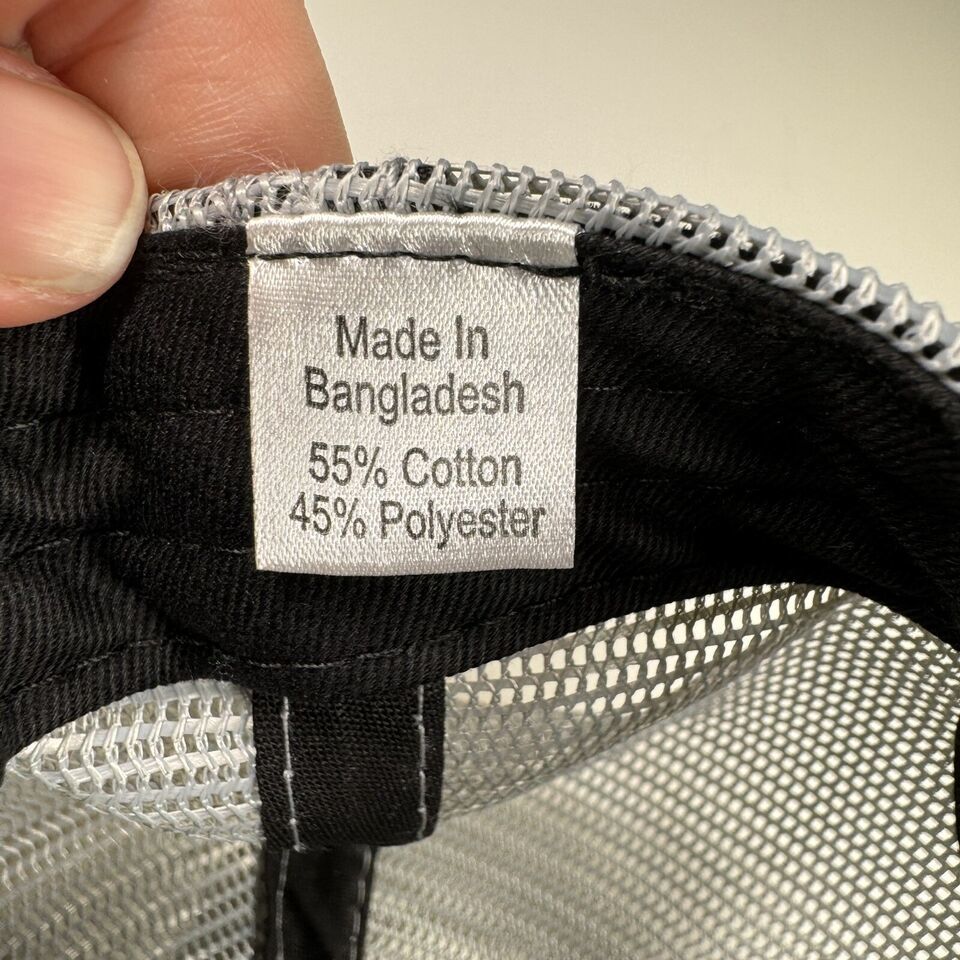 Made In
Bangladesh
55% Cotton
45% Polyester